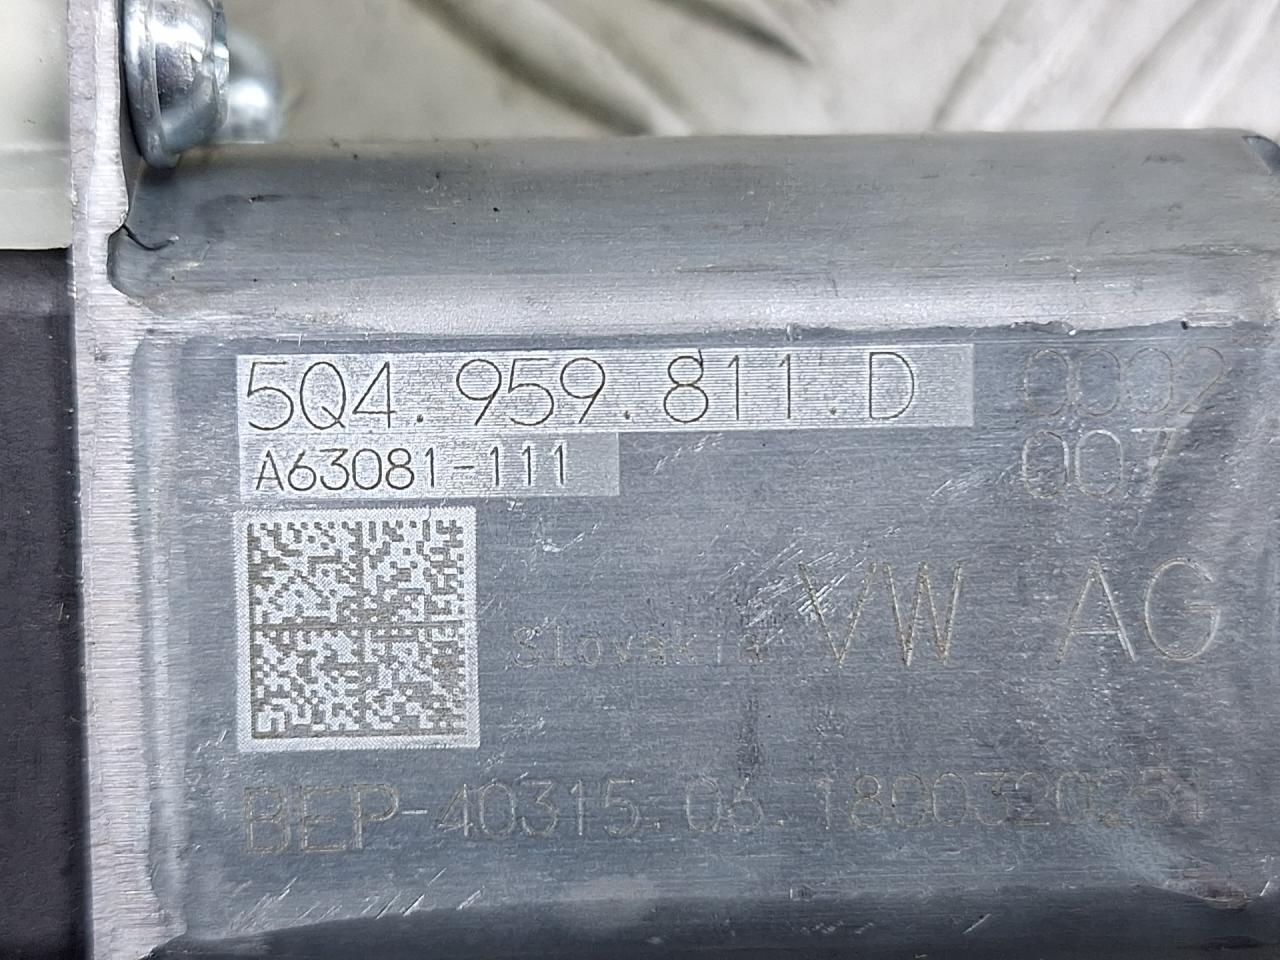 5Q4.959.811.D 0002
A63081-111 007
Slovakia VW AG
BEP-40315.06.1800320251